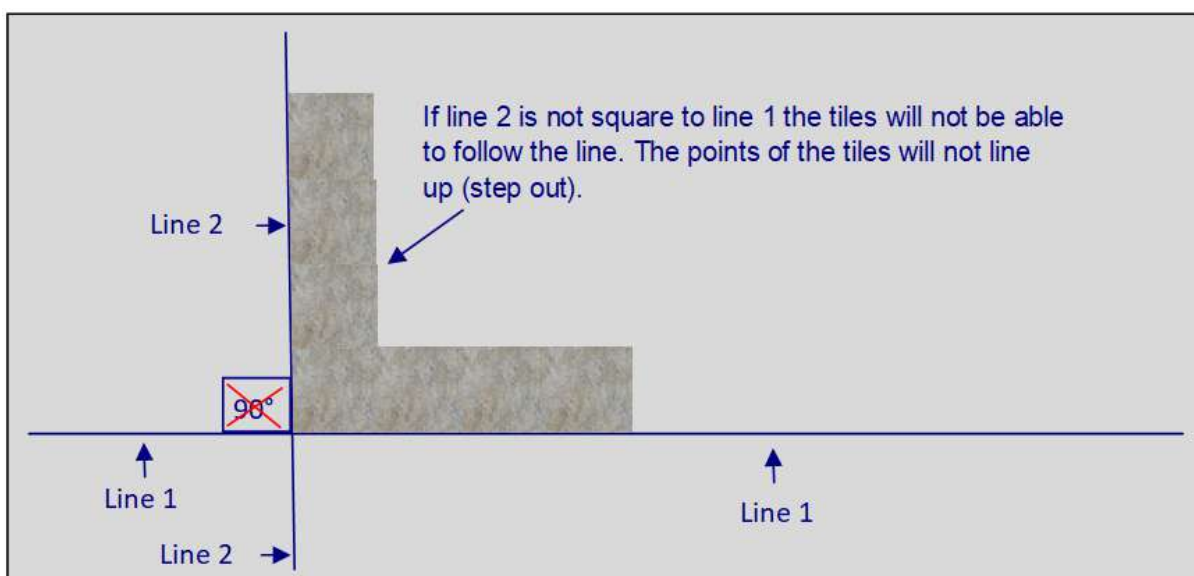 If line 2 is not square to line 1 the tiles will not be able
to follow the line. The points of the tiles will not line
up (step out).
Line 2
90°
Line 1
Line 1
Line 2